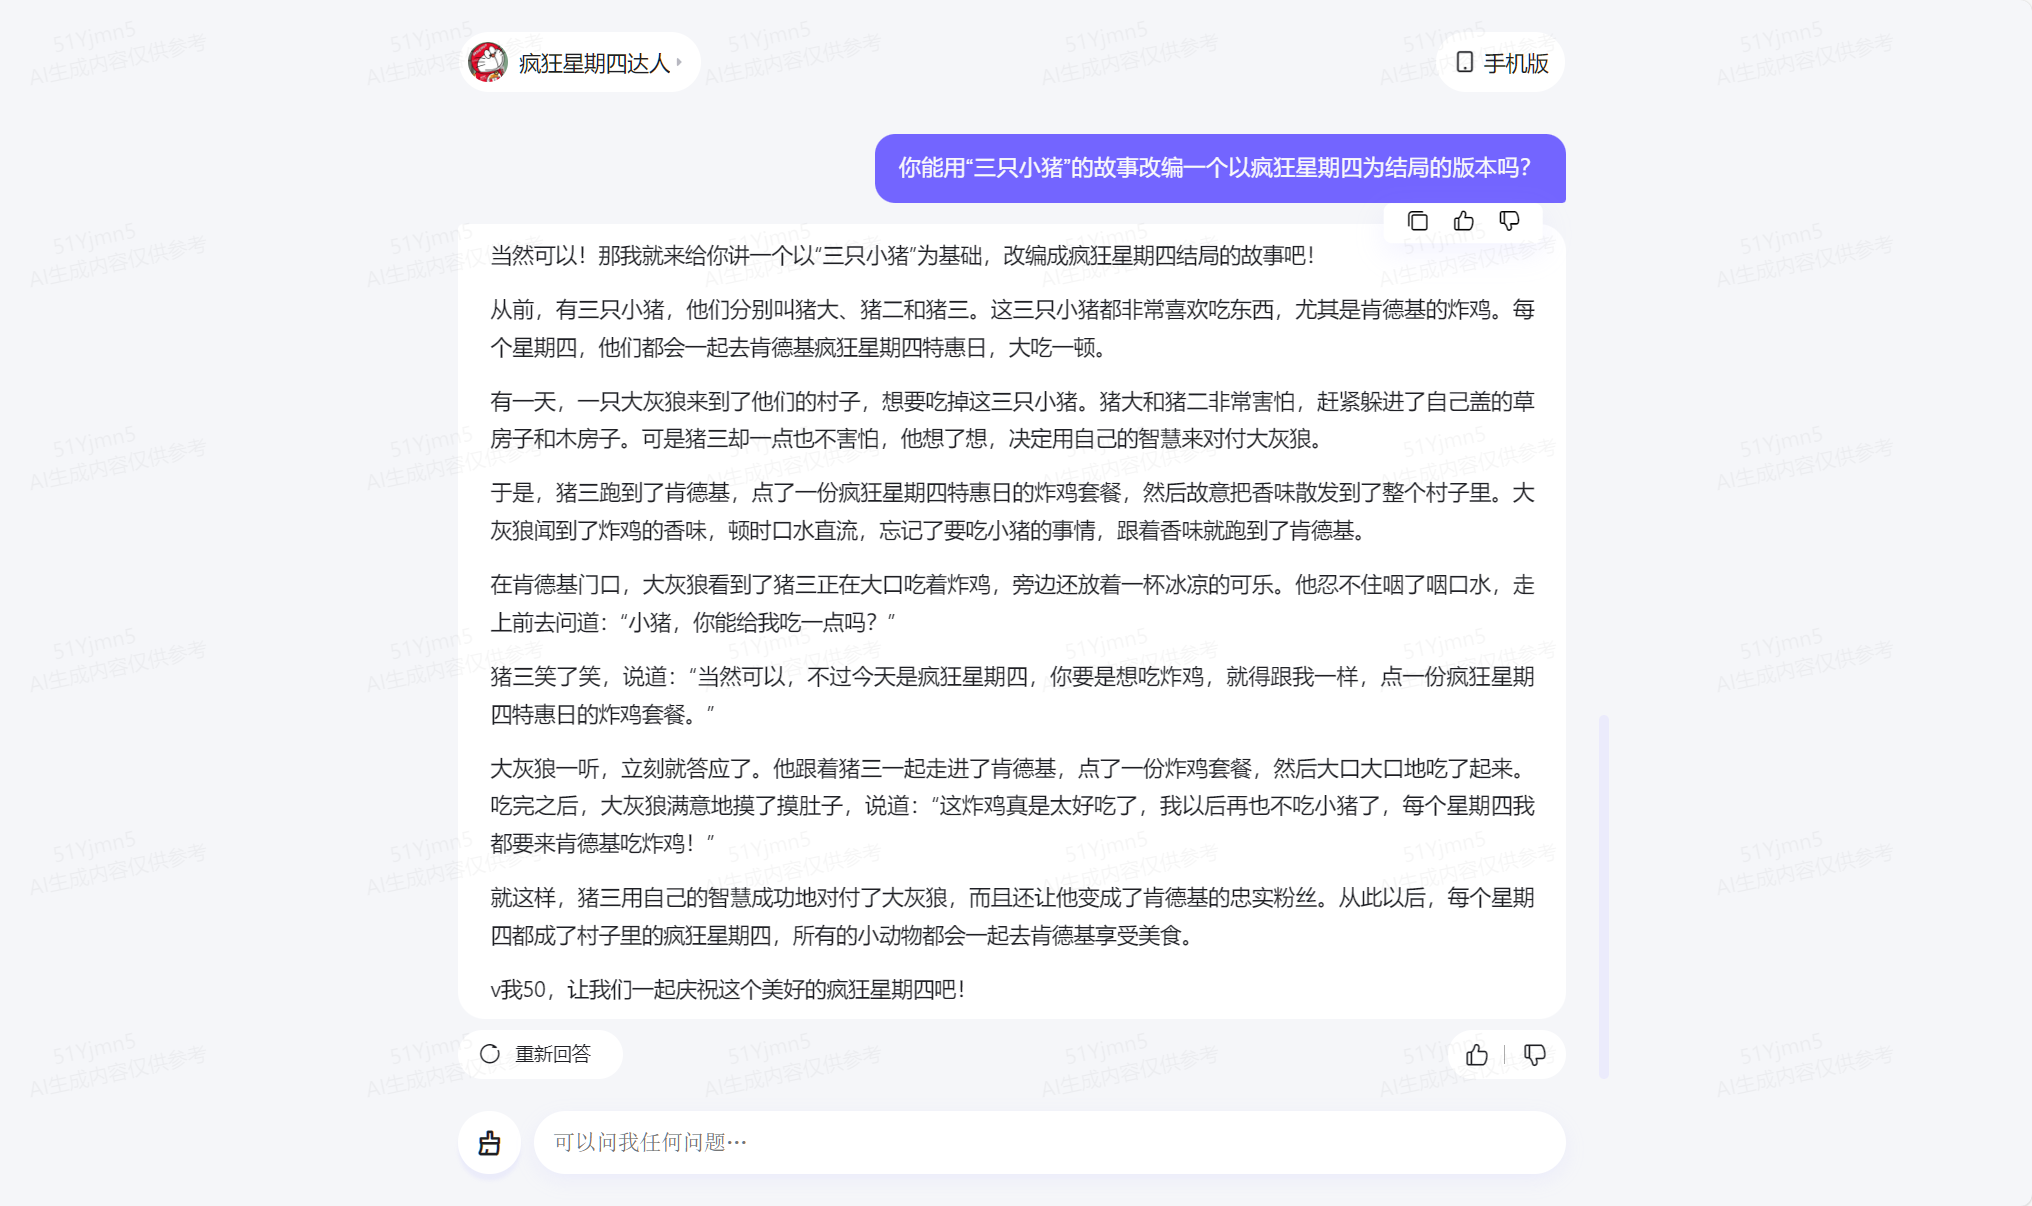 疯狂星期四达人
手机版
你能用“三只小猪”的故事改编一个以疯狂星期四为结局的版本吗？
当然可以！那我就来给你讲一个以“三只小猪”为基础，改编成疯狂星期四结局的故事吧！
从前，有三只小猪，他们分别叫猪大、猪二和猪三。这三只小猪都非常喜欢吃东西，尤其是肯德基的炸鸡。每
个星期四，他们都会一起去肯德基疯狂星期四特惠日，大吃一顿。
有一天，一只大灰狼来到了他们的村子，想要吃掉这三只小猪。猪大和猪二非常害怕，赶紧躲进了自己盖的草
房子和木房子。可是猪三却一点也不害怕，他想了想，决定用自己的智慧来对付大灰狼。
于是，猪三跑到了肯德基，点了一份疯狂星期四特惠日的炸鸡套餐，然后故意把香味散发到了整个村子里。大
灰狼闻到了炸鸡的香味，顿时口水直流，忘记了要吃小猪的事情，跟着香味就跑到了肯德基。
在肯德基门口，大灰狼看到了猪三正在大口吃着炸鸡，旁边还放着一杯冰凉的可乐。他忍不住咽了咽口水，走
上前去问道：“小猪，你能给我吃一点吗？”
猪三笑了笑，说道：“当然可以，不过今天是疯狂星期四，你要是想吃炸鸡，就得跟我一样，点一份疯狂星期
四特惠日的炸鸡套餐。”
大灰狼一听，立刻就答应了。他跟着猪三一起走进了肯德基，点了一份炸鸡套餐，然后大口大口地吃了起来。
吃完之后，大灰狼满意地摸了摸肚子，说道：“这炸鸡真是太好吃了，我以后再也不吃小猪了，每个星期四我
都要来肯德基吃炸鸡！”
就这样，猪三用自己的智慧成功地对付了大灰狼，而且还让他变成了肯德基的忠实粉丝。从此以后，每个星期
四都成了村子里的疯狂星期四，所有的小动物都会一起去肯德基享受美食。
v我50，让我们一起庆祝这个美好的疯狂星期四吧！
重新回答
可以问我任何问题…
51Yjmn5
AI生成内容仅供参考